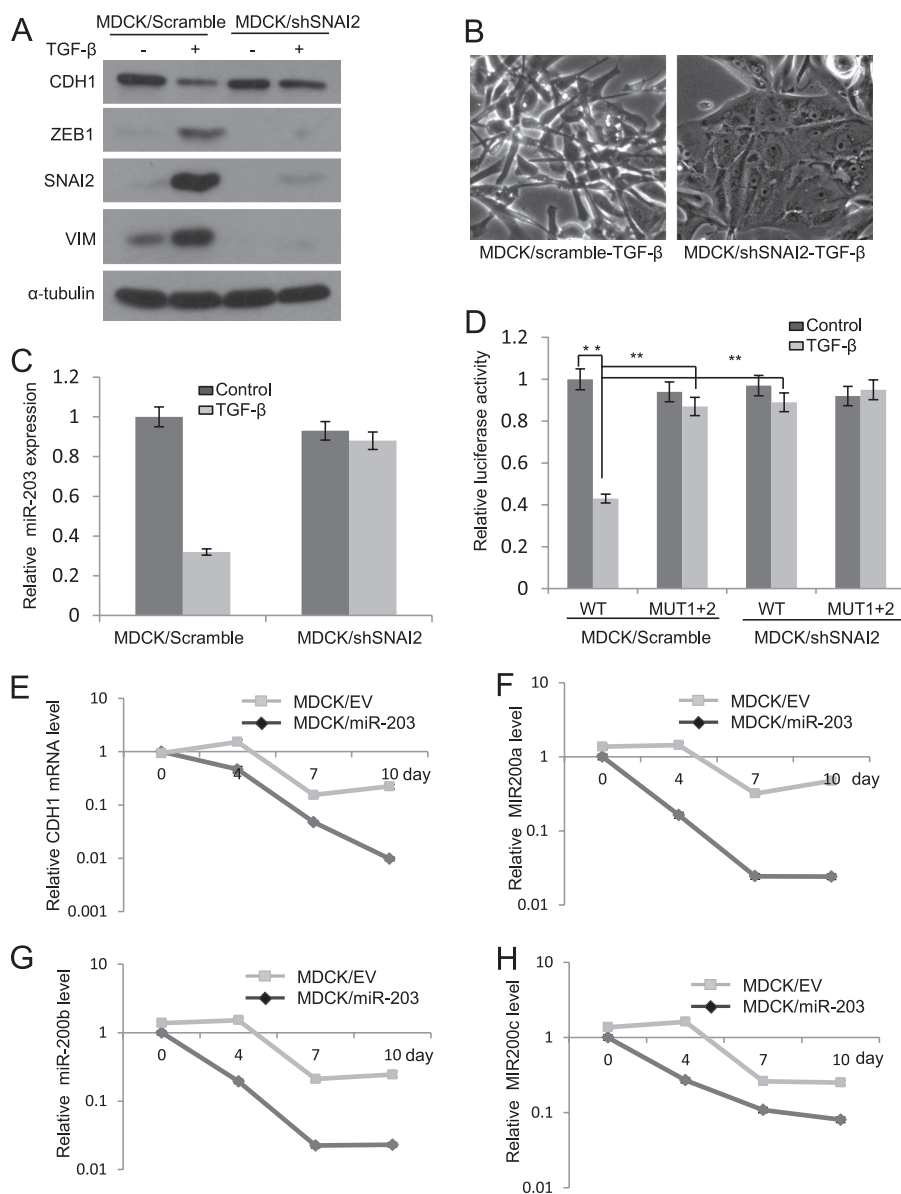 A
MDCK/Scramble MDCK/shSNAI2
TGF-β - + - +
CDH1
ZEB1
SNAI2
VIM
α-tubulin
B
MDCK/scramble-TGF-β MDCK/shSNAI2-TGF-β
C
Relative miR-203 expression
1.2
1
0.8
0.6
0.4
0.2
0
Control
TGF-β
MDCK/Scramble MDCK/shSNAI2
D
Relative luciferase activity
1.2
1
0.8
0.6
0.4
0.2
0
Control
TGF-β
* * ** **
WT MUT1+2 WT MUT1+2
MDCK/Scramble MDCK/shSNAI2
E
Relative CDH1 mRNA level
10
1
0.1
0.01
0.001
MDCK/EV
MDCK/miR-203
0 4 7 10 day
F
Relative MIR200a level
10
1
0.1
0.01
MDCK/EV
MDCK/miR-203
0 4 7 10 day
G
Relative miR-200b level
10
1
0.1
0.01
MDCK/EV
MDCK/miR-203
0 4 7 10 day
H
Relative MIR200c level
10
1
0.1
0.01
MDCK/EV
MDCK/miR-203
0 4 7 10 day